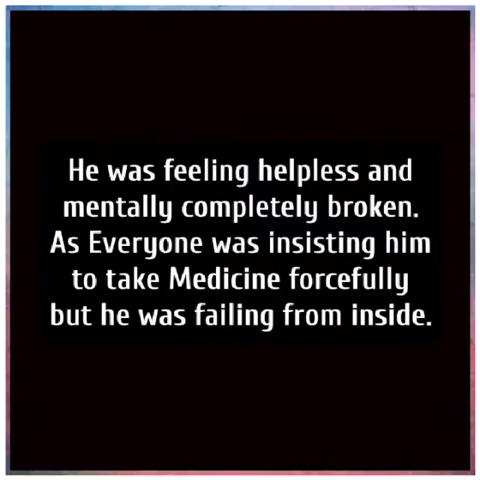 He was feeling helpless and
mentally completely broken.
As Everyone was insisting him
to take Medicine forcefully
but he was failing from inside.